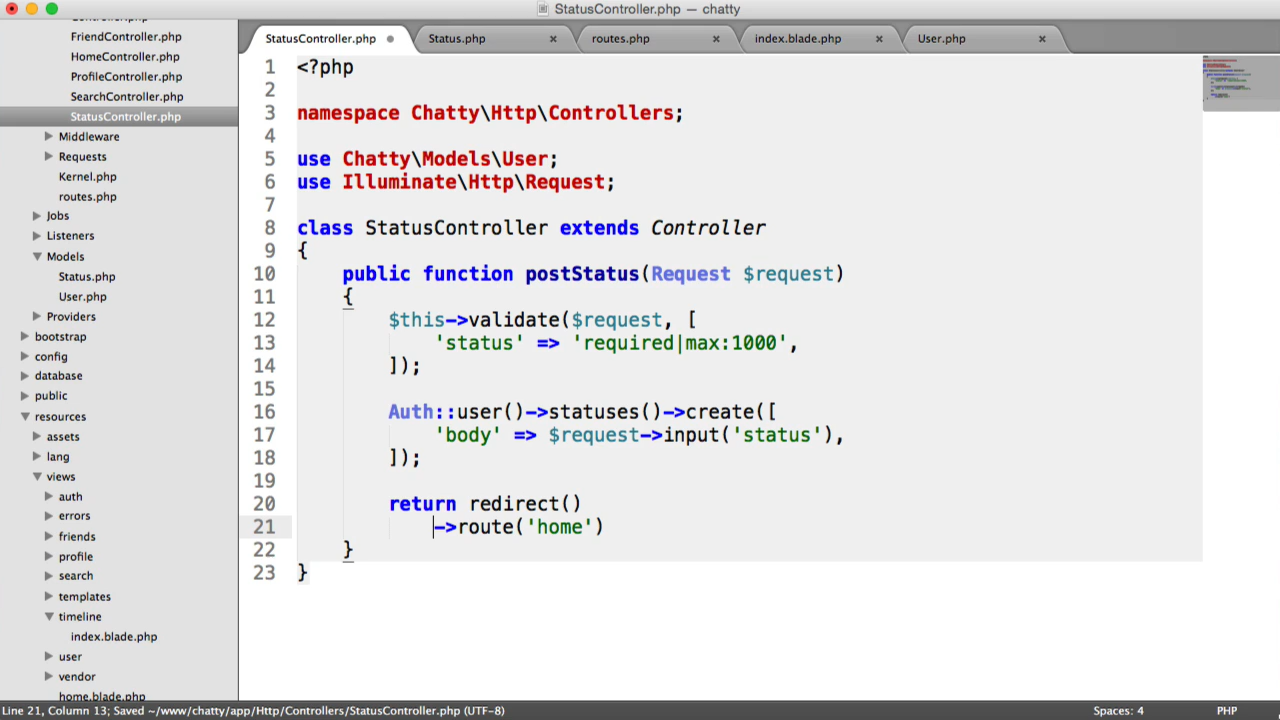 StatusController.php — chatty
FriendController.php
HomeController.php
ProfileController.php
SearchController.php
StatusController.php
Middleware
Requests
Kernel.php
routes.php
Jobs
Listeners
Models
Status.php
User.php
Providers
bootstrap
config
database
public
resources
assets
lang
views
auth
errors
friends
profile
search
templates
timeline
index.blade.php
user
vendor
home.blade.php
StatusController.php
Status.php
routes.php
index.blade.php
User.php
1 <?php
2
3 namespace Chatty\Http\Controllers;
4
5 use Chatty\Models\User;
6 use Illuminate\Http\Request;
7
8 class StatusController extends Controller
9 {
10 public function postStatus(Request $request)
11 {
12 $this->validate($request, [
13 'status' => 'required|max:1000',
14 ]);
15
16 Auth::user()->statuses()->create([
17 'body' => $request->input('status'),
18 ]);
19
20 return redirect()
21 ->route('home')
22 }
23 }
Line 21, Column 13; Saved ~/www/chatty/app/Http/Controllers/StatusController.php (UTF-8)
Spaces: 4
PHP